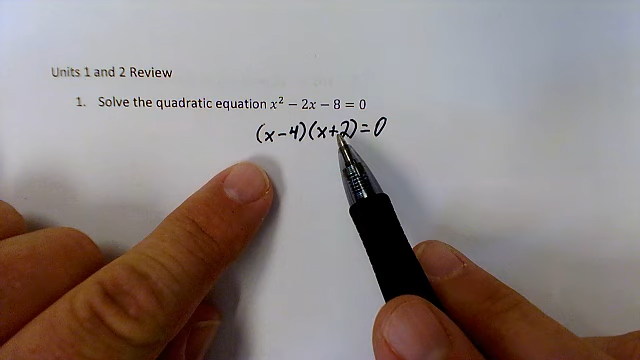 Units 1 and 2 Review
1. Solve the quadratic equation x² − 2x − 8 = 0
(x-4)(x+2)=0